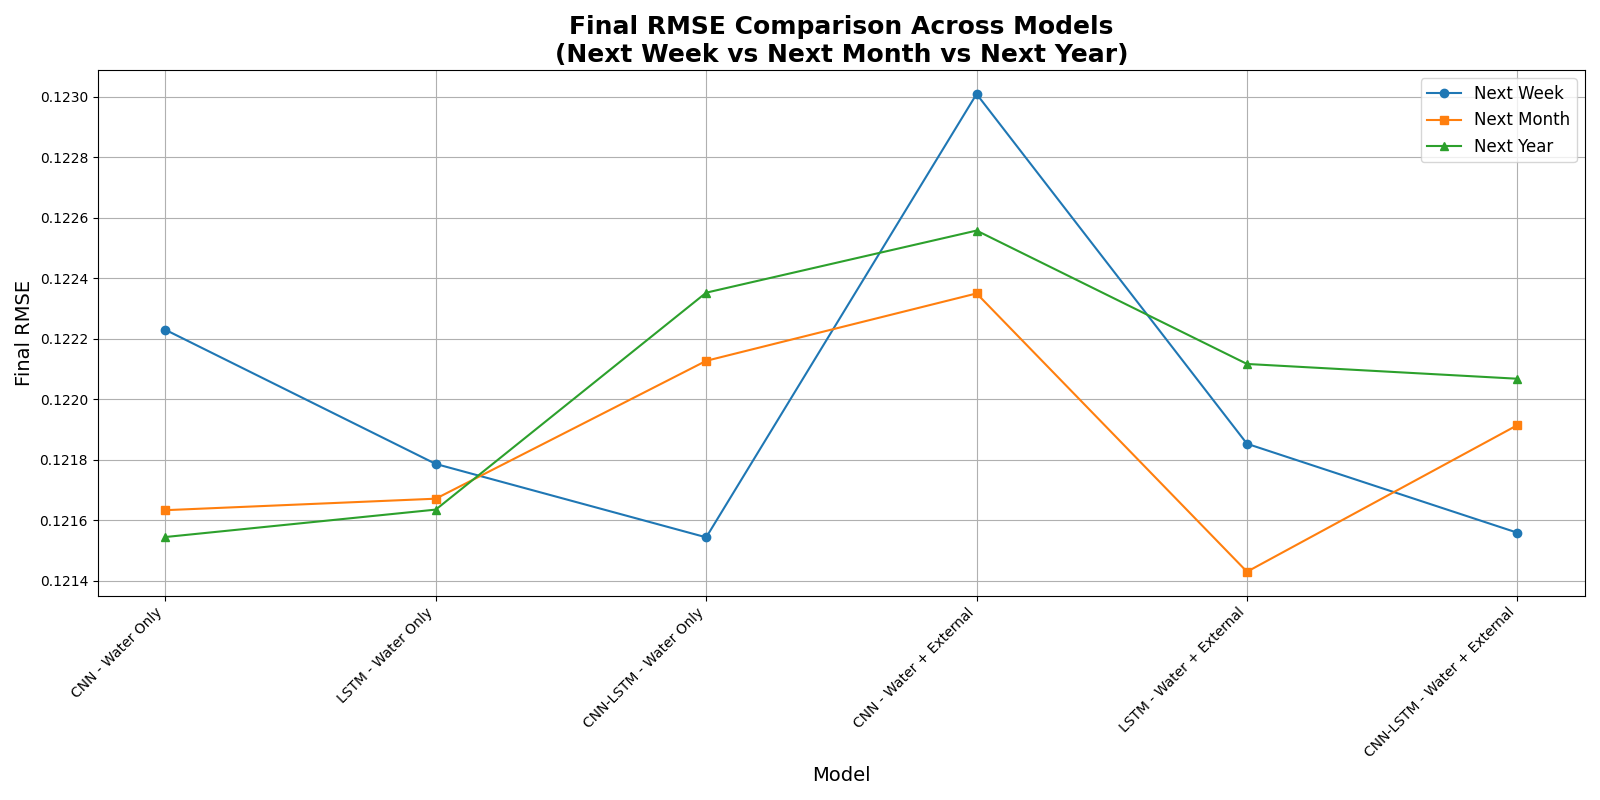 Final RMSE Comparison Across Models
(Next Week vs Next Month vs Next Year)
Next Week
Next Month
Next Year
Final RMSE
0.1230
0.1228
0.1226
0.1224
0.1222
0.1220
0.1218
0.1216
0.1214
CNN - Water Only
LSTM - Water Only
CNN-LSTM - Water Only
CNN - Water + External
LSTM - Water + External
CNN-LSTM - Water + External
Model